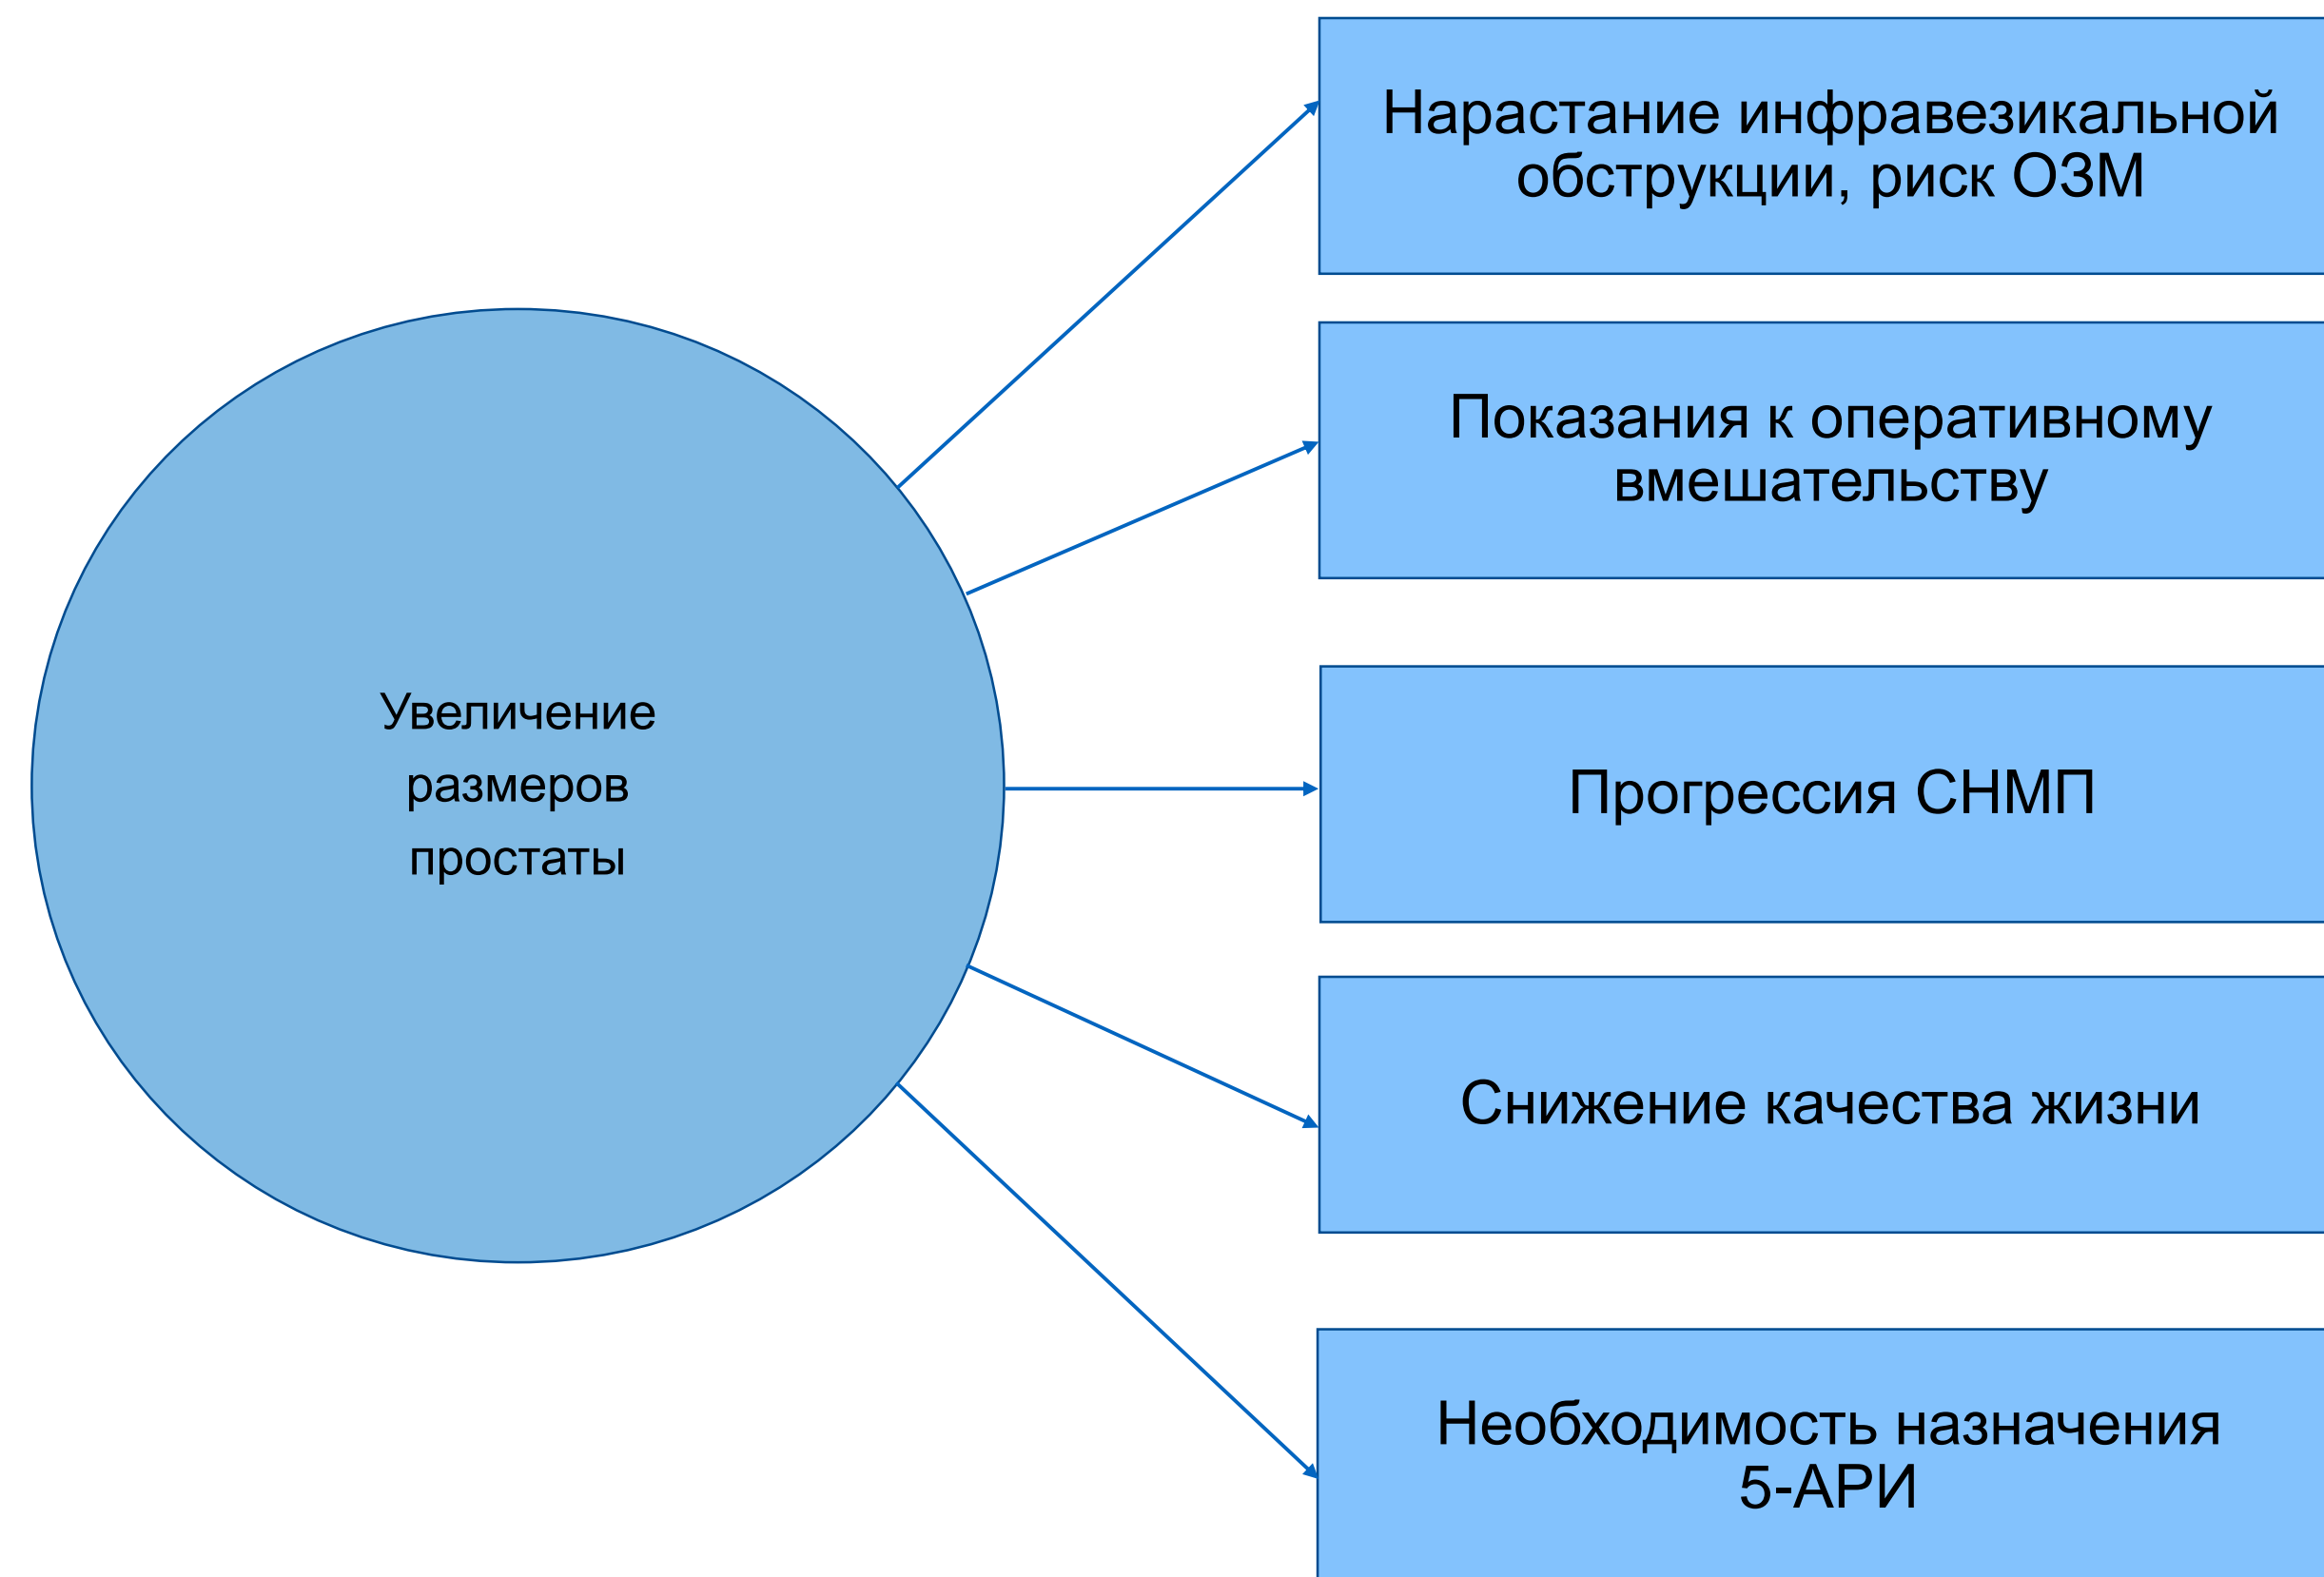 Нарастание инфравезикальной
обструкции, риск ОЗМ
Показания к оперативному
вмешательству
Увеличение
размеров
простаты
Прогрессия СНМП
Снижение качества жизни
Необходимость назначения
5-АРИ